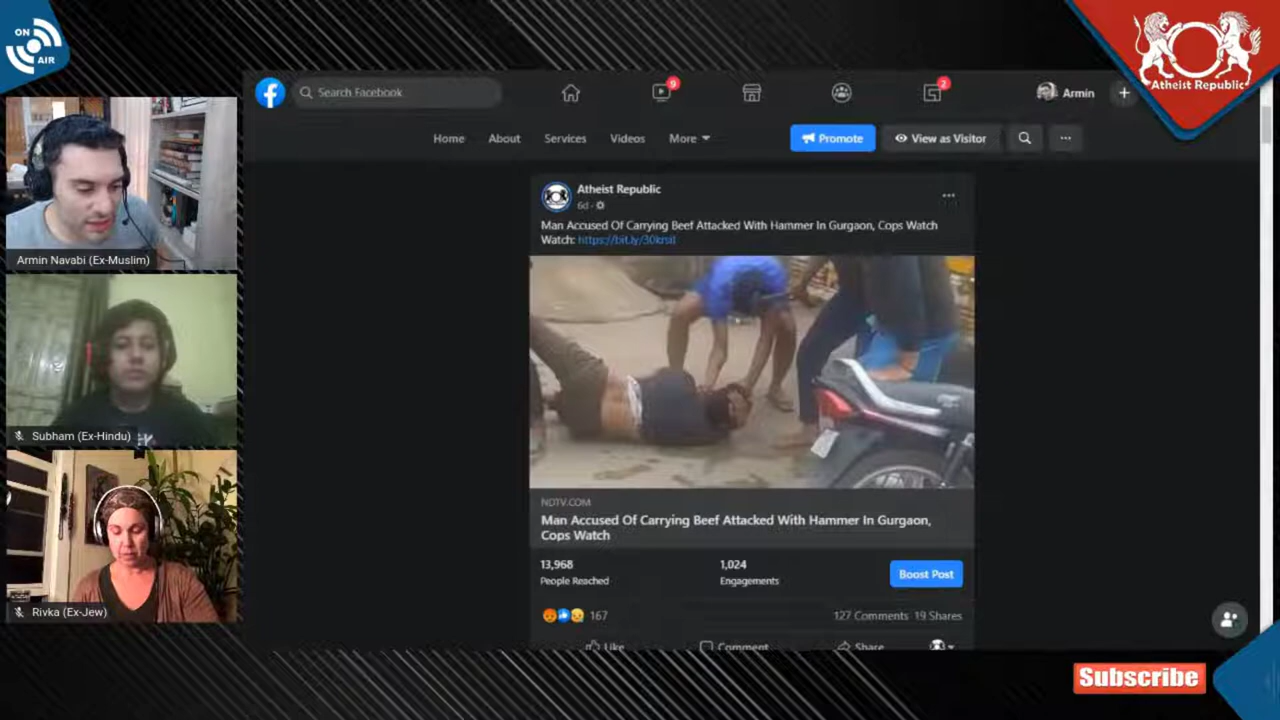 ON
AIR
Atheist Republic
Search Facebook
9
2
Armin
+
Home
About
Services
Videos
More
Promote
View as Visitor
Atheist Republic
6d
Man Accused Of Carrying Beef Attacked With Hammer In Gurgaon, Cops Watch
Watch:
NDTV.COM
Man Accused Of Carrying Beef Attacked With Hammer In Gurgaon,
Cops Watch
13,968
People Reached
1,024
Engagements
Boost Post
167
127 Comments 19 Shares
Like
Comment
Share
Armin Navabi (Ex-Muslim)
Subham (Ex-Hindu)
Rivka (Ex-Jew)
Subscribe